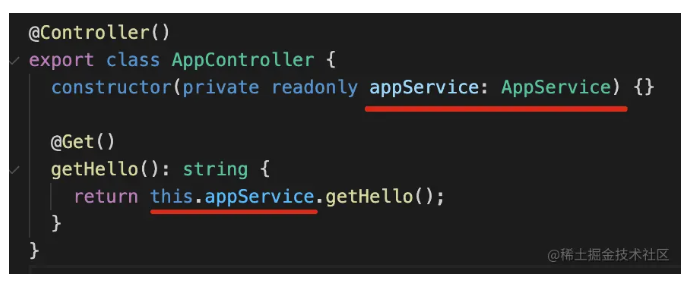 @Controller()
export class AppController {
constructor(private readonly appService: AppService) {}
@Get()
getHello(): string {
return this.appService.getHello();
}
}
@稀土掘金技术社区